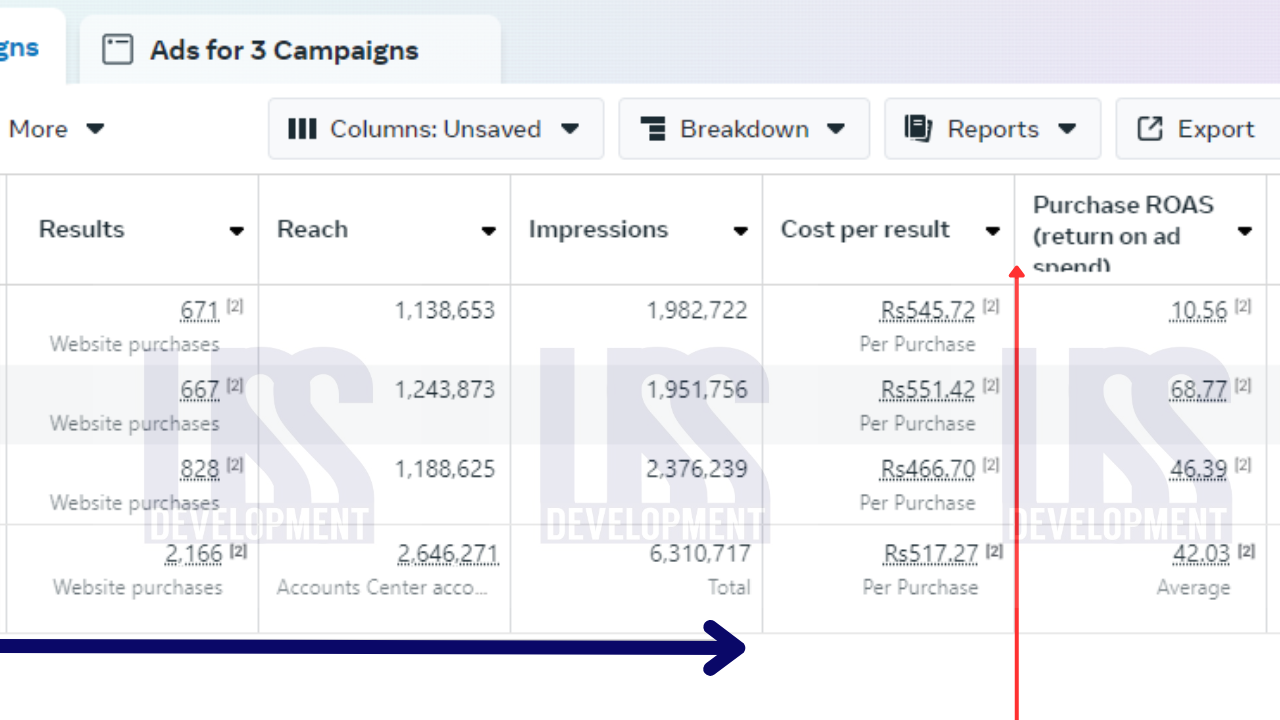 gns
Ads for 3 Campaigns
More Columns: Unsaved Breakdown Reports Export
Results Reach Impressions Cost per result Purchase ROAS
(return on ad
spend)
671 [2] 1,138,653 1,982,722 Rs545.72 [2] 10.56 [2]
Website purchases Per Purchase
667 [2] 1,243,873 1,951,756 Rs551.42 [2] 68.77 [2]
Website purchases Per Purchase
828 [2] 1,188,625 2,376,239 Rs466.70 [2] 46.39 [2]
Website purchases Per Purchase
DEVELOPMENT DEVELOPMENT DEVELOPMENT
2,166 [2] 2,646,271 6,310,717 Rs517.27 [2] 42.03 [2]
Website purchases Accounts Center acco... Total Per Purchase Average